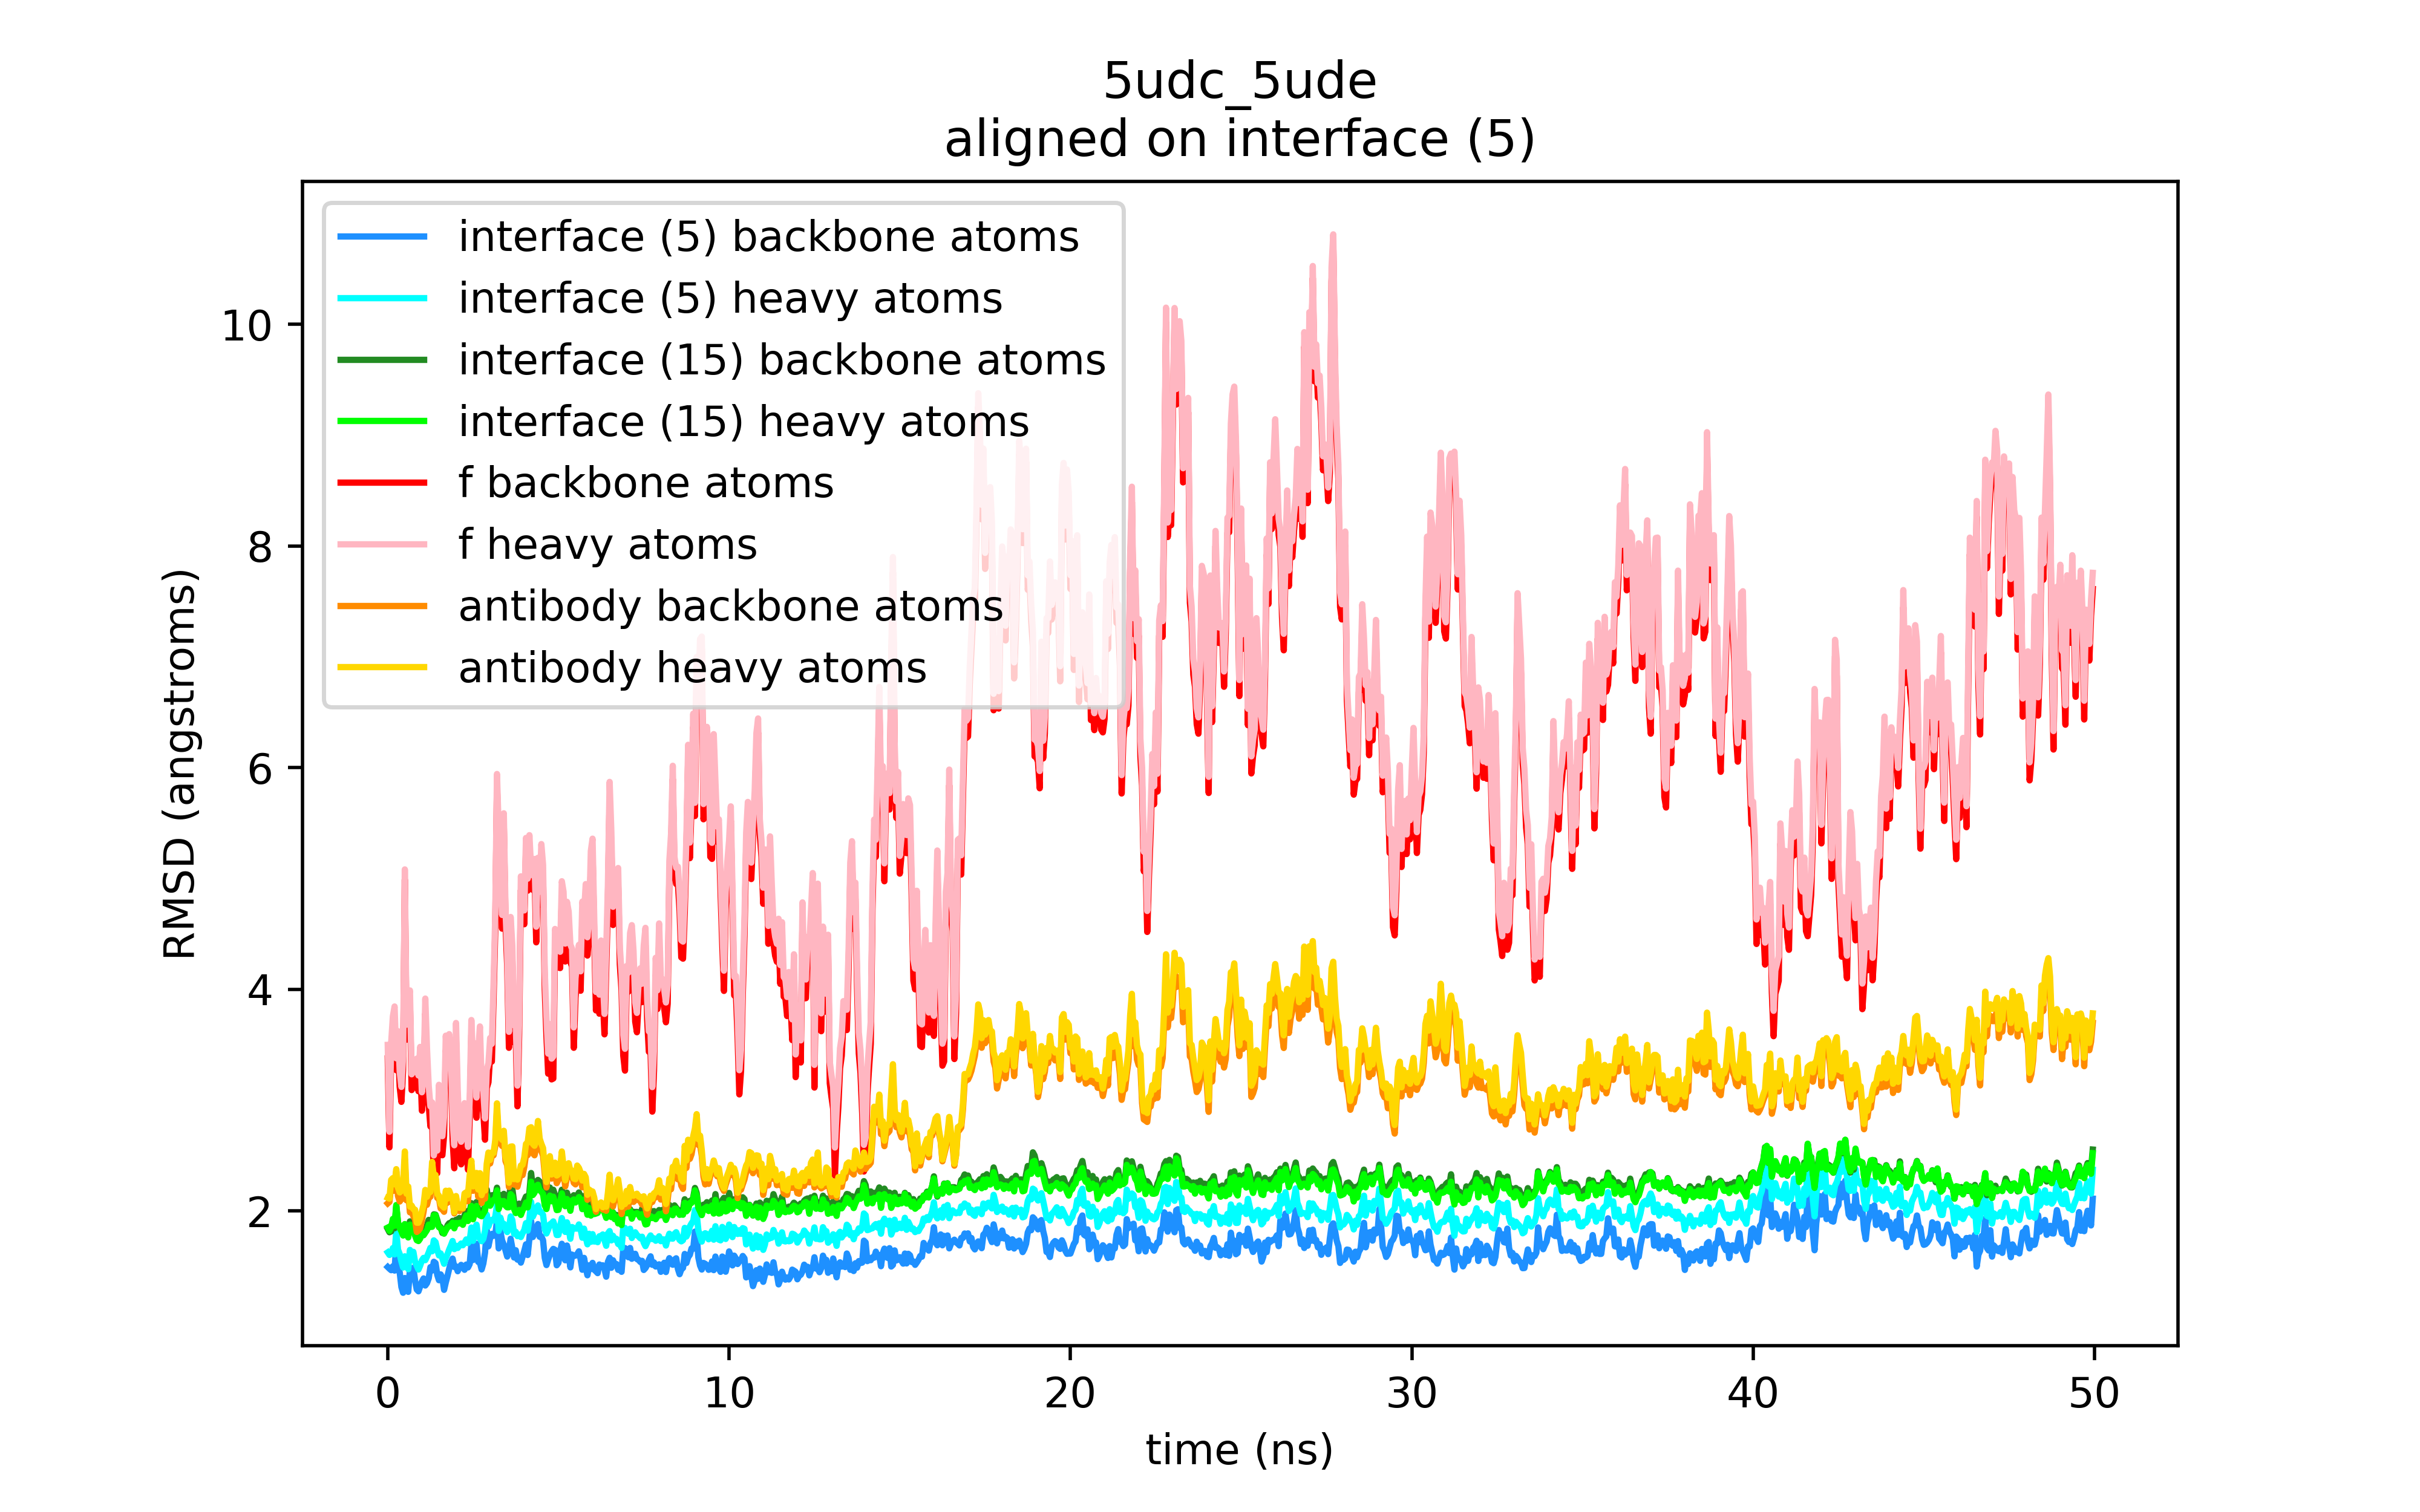 5udc_5ude
aligned on interface (5)
interface (5) backbone atoms
interface (5) heavy atoms
interface (15) backbone atoms
interface (15) heavy atoms
f backbone atoms
f heavy atoms
antibody backbone atoms
antibody heavy atoms
RMSD (angstroms)
10
8
6
4
2
0 10 20 30 40 50
time (ns)